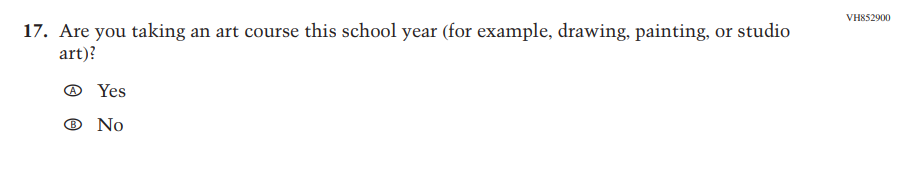 VH852900
17. Are you taking an art course this school year (for example, drawing, painting, or studio
art)?
A Yes
B No